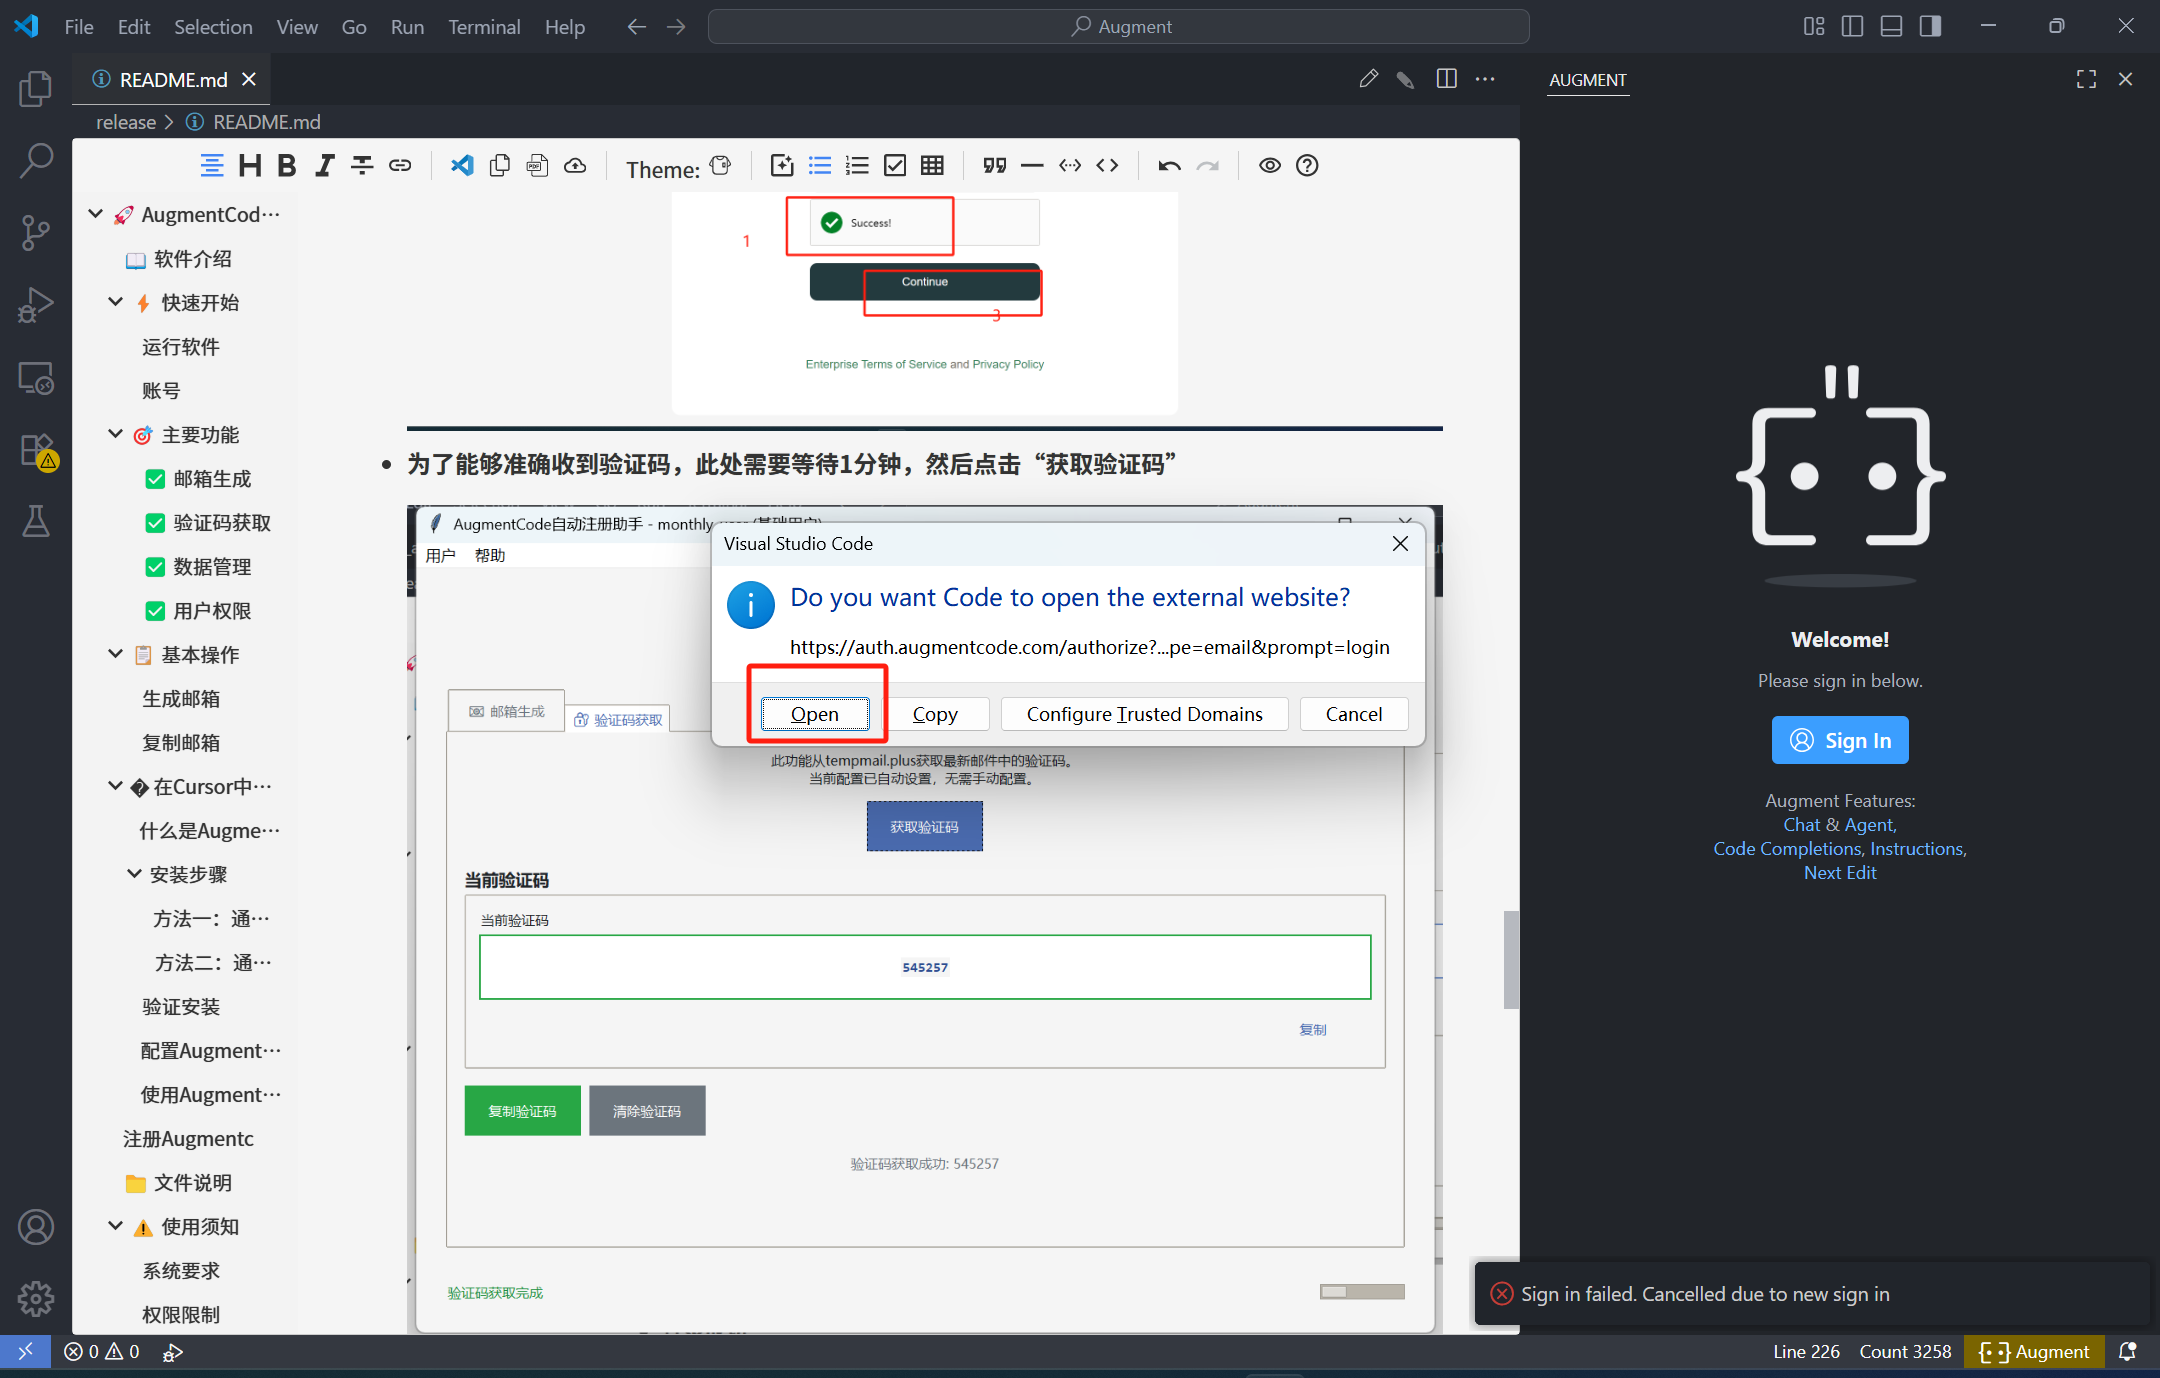 File Edit Selection View Go Run Terminal Help
Augment
README.md
AUGMENT
release > README.md
Theme:
AugmentCod…
软件介绍
快速开始
运行软件
账号
主要功能
邮箱生成
验证码获取
数据管理
用户权限
基本操作
生成邮箱
复制邮箱
在Cursor中…
什么是Augme…
安装步骤
方法一：通…
方法二：通…
验证安装
配置Augment…
使用Augment…
注册Augmentc
文件说明
使用须知
系统要求
权限限制
1
Success!
Continue
3
Enterprise Terms of Service and Privacy Policy
为了能够准确收到验证码，此处需要等待1分钟，然后点击“获取验证码”
AugmentCode自动注册助手 - monthly_user (基础用户)
用户 帮助
Visual Studio Code
Do you want Code to open the external website?
https://auth.augmentcode.com/authorize?...pe=email&prompt=login
Open
Copy
Configure Trusted Domains
Cancel
邮箱生成
验证码获取
此功能从tempmail.plus获取最新邮件中的验证码。
当前配置已自动设置，无需手动配置。
获取验证码
当前验证码
当前验证码
545257
复制
复制验证码
清除验证码
验证码获取成功: 545257
验证码获取完成
Welcome!
Please sign in below.
Sign In
Augment Features:
Chat & Agent,
Code Completions, Instructions,
Next Edit
Sign in failed. Cancelled due to new sign in
0 0
Line 226 Count 3258 Augment